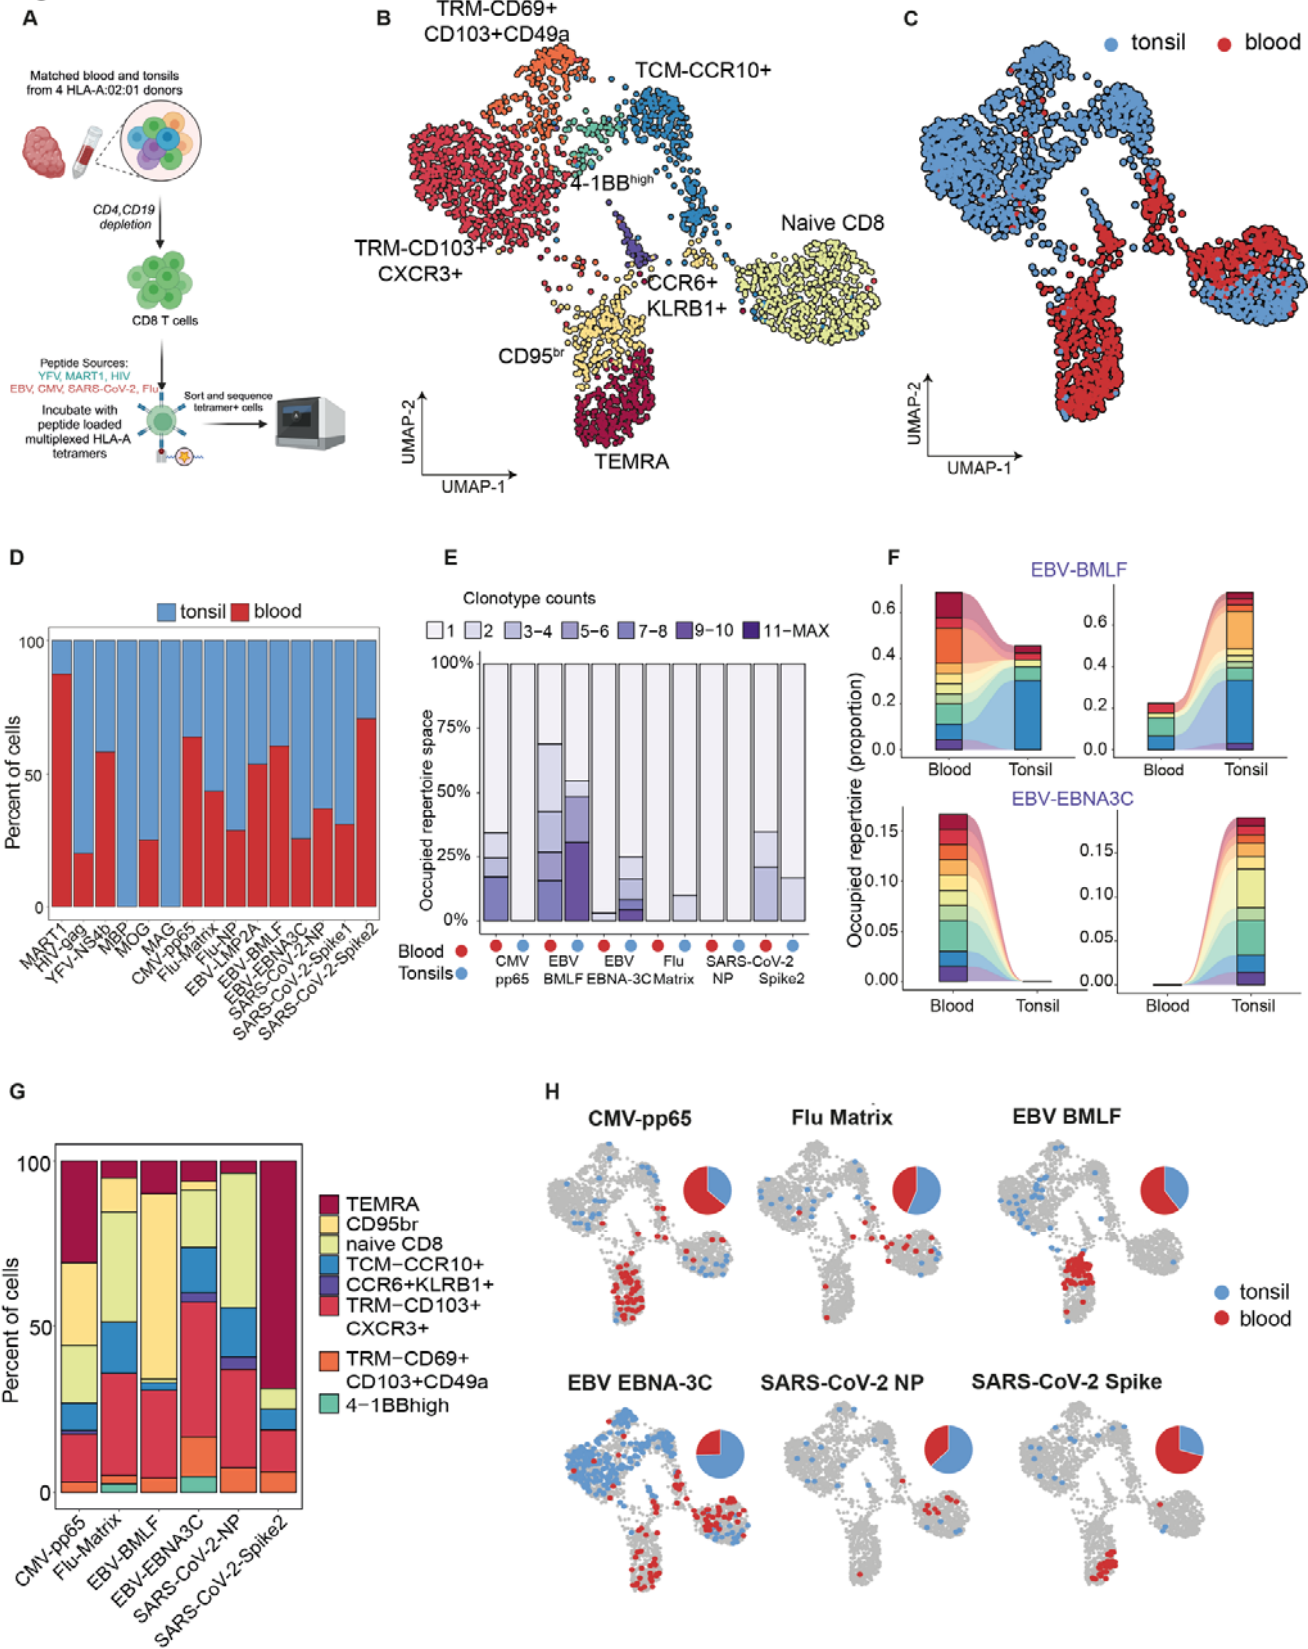 A
Matched blood and tonsils
from 4 HLA-A:02:01 donors
CD4,CD19
depletion
CD8 T cells
Peptide Sources:
YFV, MART1, HIV
EBV, CMV, SARS-CoV-2, Flu
Incubate with
peptide loaded
multiplexed HLA-A
tetramers
Sort and sequence
tetramer+ cells
B
TRM-CD69+
CD103+CD49a
TCM-CCR10+
4-1BBhigh
Naive CD8
TRM-CD103+
CXCR3+
CCR6+
KLRB1+
CD95br
TEMRA
UMAP-2
UMAP-1
C
tonsil
blood
UMAP-2
UMAP-1
D
tonsil
blood
Percent of cells
100
50
0
MART1
HIV-gag
YFV-NS4b
MBP
MOG
MAG
CMV-pp65
Flu-Matrix
Flu-NP
EBV-LMP2A
EBV-BMLF
EBV-EBNA3C
SARS-CoV-2-NP
SARS-CoV-2-Spike1
SARS-CoV-2-Spike2
E
Clonotype counts
1
2
3−4
5−6
7−8
9−10
11−MAX
Occupied repertoire space
100%
75%
50%
25%
0%
Blood
Tonsils
CMV
pp65
EBV
BMLF
EBV
EBNA-3C
Flu
Matrix
SARS-CoV-2
NP
Spike2
F
EBV-BMLF
Occupied repertoire (proportion)
0.6
0.4
0.2
0.0
Blood
Tonsil
0.6
0.4
0.2
0.0
Blood
Tonsil
EBV-EBNA3C
0.15
0.10
0.05
0.00
Blood
Tonsil
0.15
0.10
0.05
0.00
Blood
Tonsil
G
Percent of cells
100
50
0
CMV-pp65
Flu-Matrix
EBV-BMLF
EBV-EBNA3C
SARS-CoV-2-NP
SARS-CoV-2-Spike2
TEMRA
CD95br
naive CD8
TCM−CCR10+
CCR6+KLRB1+
TRM−CD103+
CXCR3+
TRM−CD69+
CD103+CD49a
4−1BBhigh
H
CMV-pp65
Flu Matrix
EBV BMLF
tonsil
blood
EBV EBNA-3C
SARS-CoV-2 NP
SARS-CoV-2 Spike